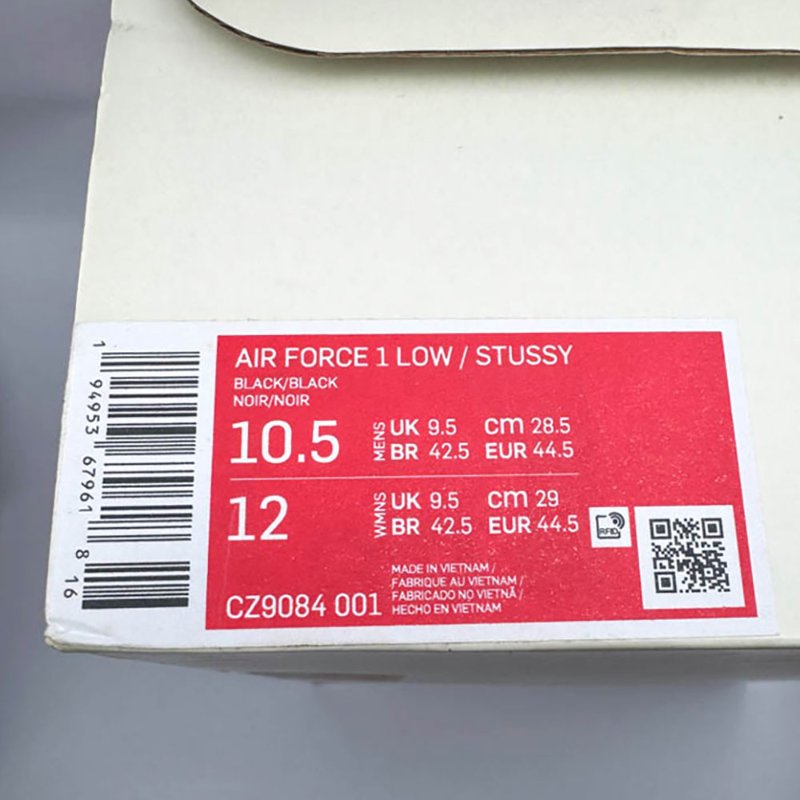 AIR FORCE 1 LOW / STUSSY
BLACK/BLACK
NOIR/NOIR
10.5 MENS UK 9.5 cm 28.5
BR 42.5 EUR 44.5
12 WMNS UK 9.5 cm 29
BR 42.5 EUR 44.5
RFID
MADE IN VIETNAM /
FABRIQUE AU VIETNAM /
FABRICADO NO VIETNÃ /
HECHO EN VIETNAM
CZ9084 001
1 94953 67961 8 16